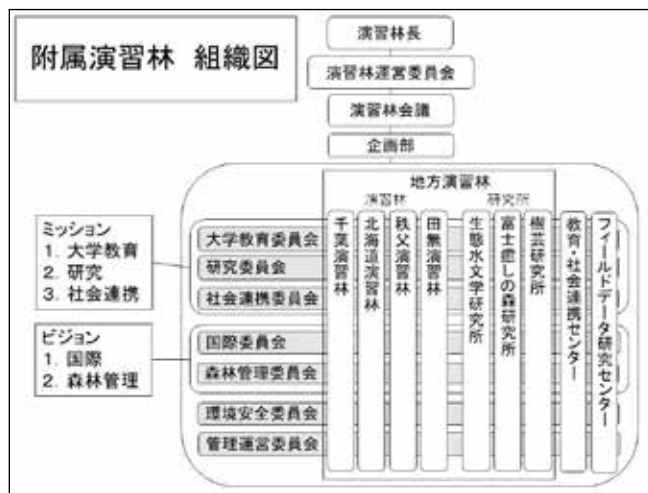 附属演習林 組織図
演習林長
演習林運営委員会
演習林会議
企画部
地方演習林
演習林
研究所
ミッション
1. 大学教育
2. 研究
3. 社会連携
ビジョン
1. 国際
2. 森林管理
大学教育委員会
研究委員会
社会連携委員会
国際委員会
森林管理委員会
環境安全委員会
管理運営委員会
千葉演習林
北海道演習林
秩父演習林
田無演習林
生態水文学研究所
富士癒しの森研究所
樹芸研究所
教育・社会連携センター
フィールドデータ研究センター